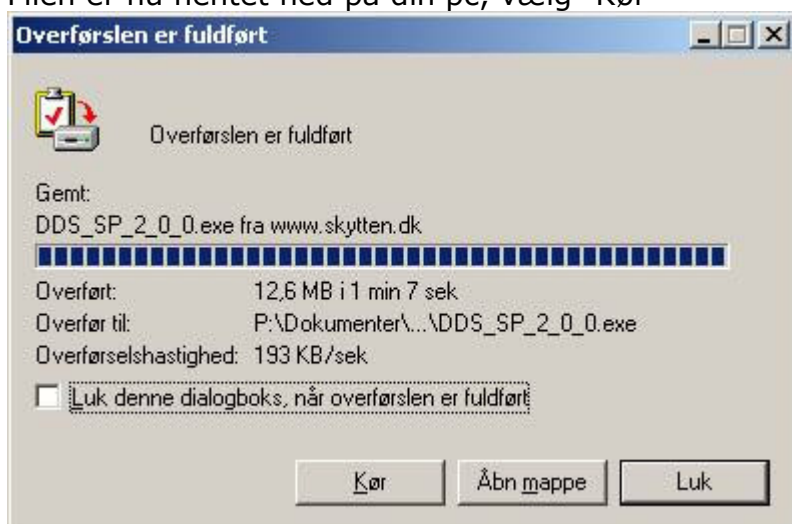 Filen er nu hentet ned på din pc, vælg "Kør"
Overførslen er fuldført
Overførslen er fuldført
Gemt:
DDS_SP_2_0_0.exe fra www.skytten.dk
Overført: 12,6 MB i 1 min 7 sek
Overfør til: P:\Dokumenter\...\DDS_SP_2_0_0.exe
Overførselshastighed: 193 KB/sek
Luk denne dialogboks, når overførslen er fuldført
Kør Åbn mappe Luk